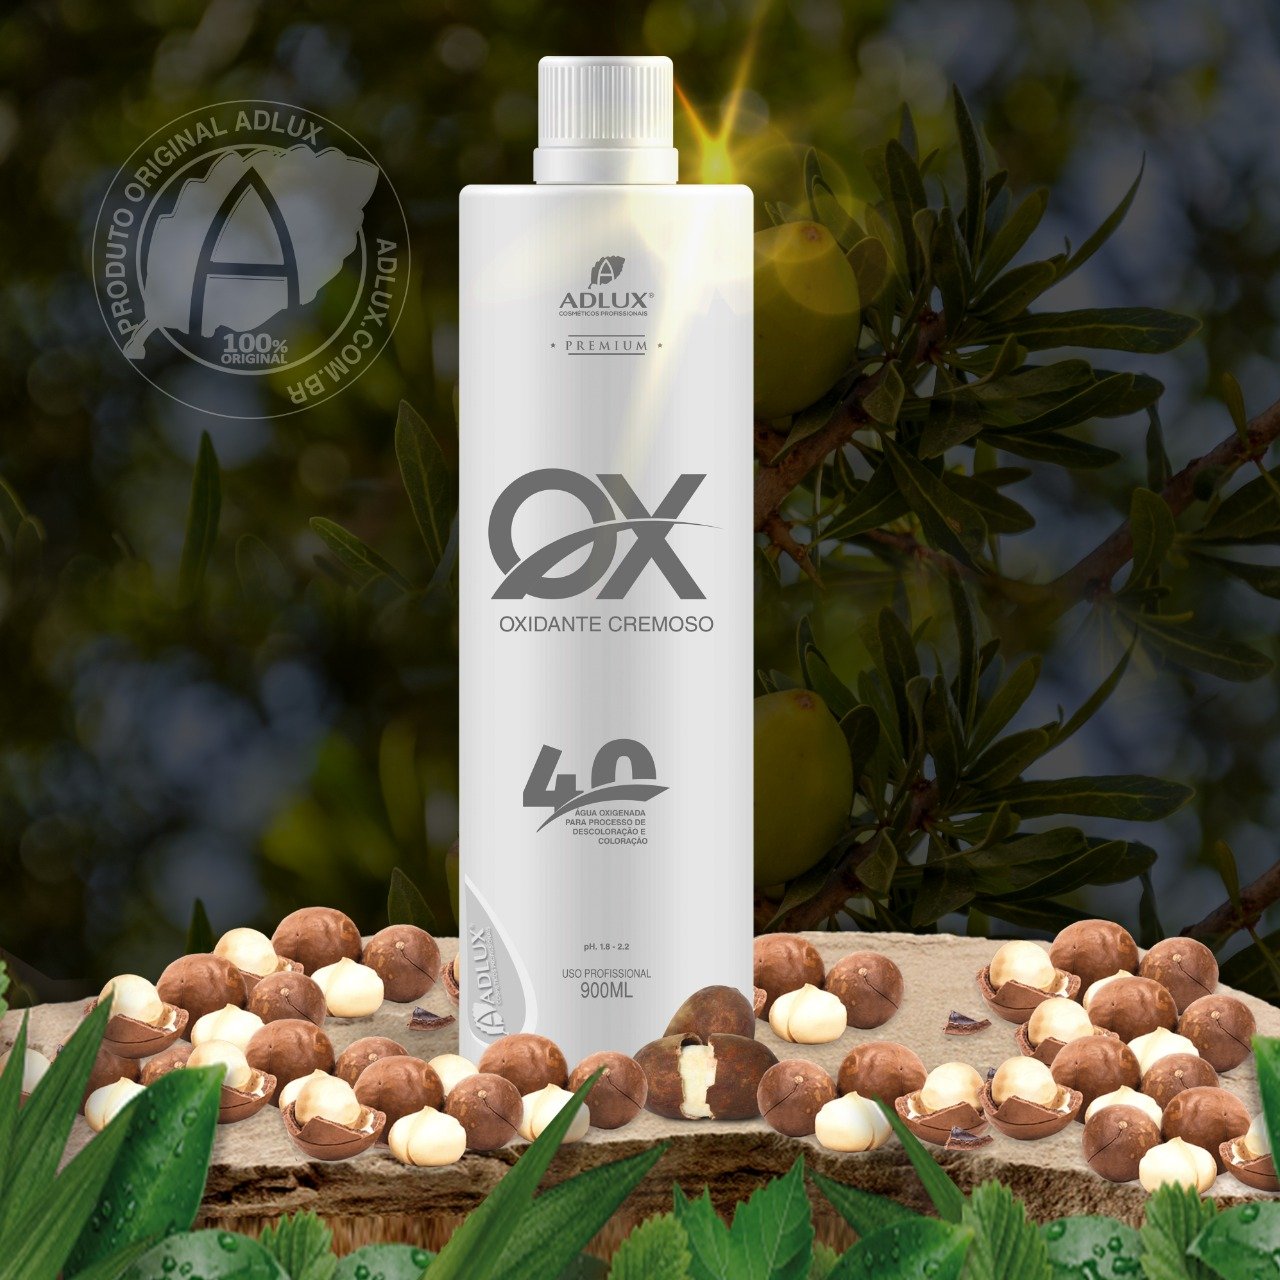 PRODUTO ORIGINAL ADLUX
ADLUX.COM.BR
A
100%
ORIGINAL
A
ADLUX®
COSMÉTICOS PROFISSIONAIS
★ PREMIUM ★
OX
OXIDANTE CREMOSO
40
ÁGUA OXIGENADA
PARA PROCESSO DE
DESCOLORAÇÃO E
COLORAÇÃO
pH. 1.8 - 2.2
USO PROFISSIONAL
900ML
ADLUX